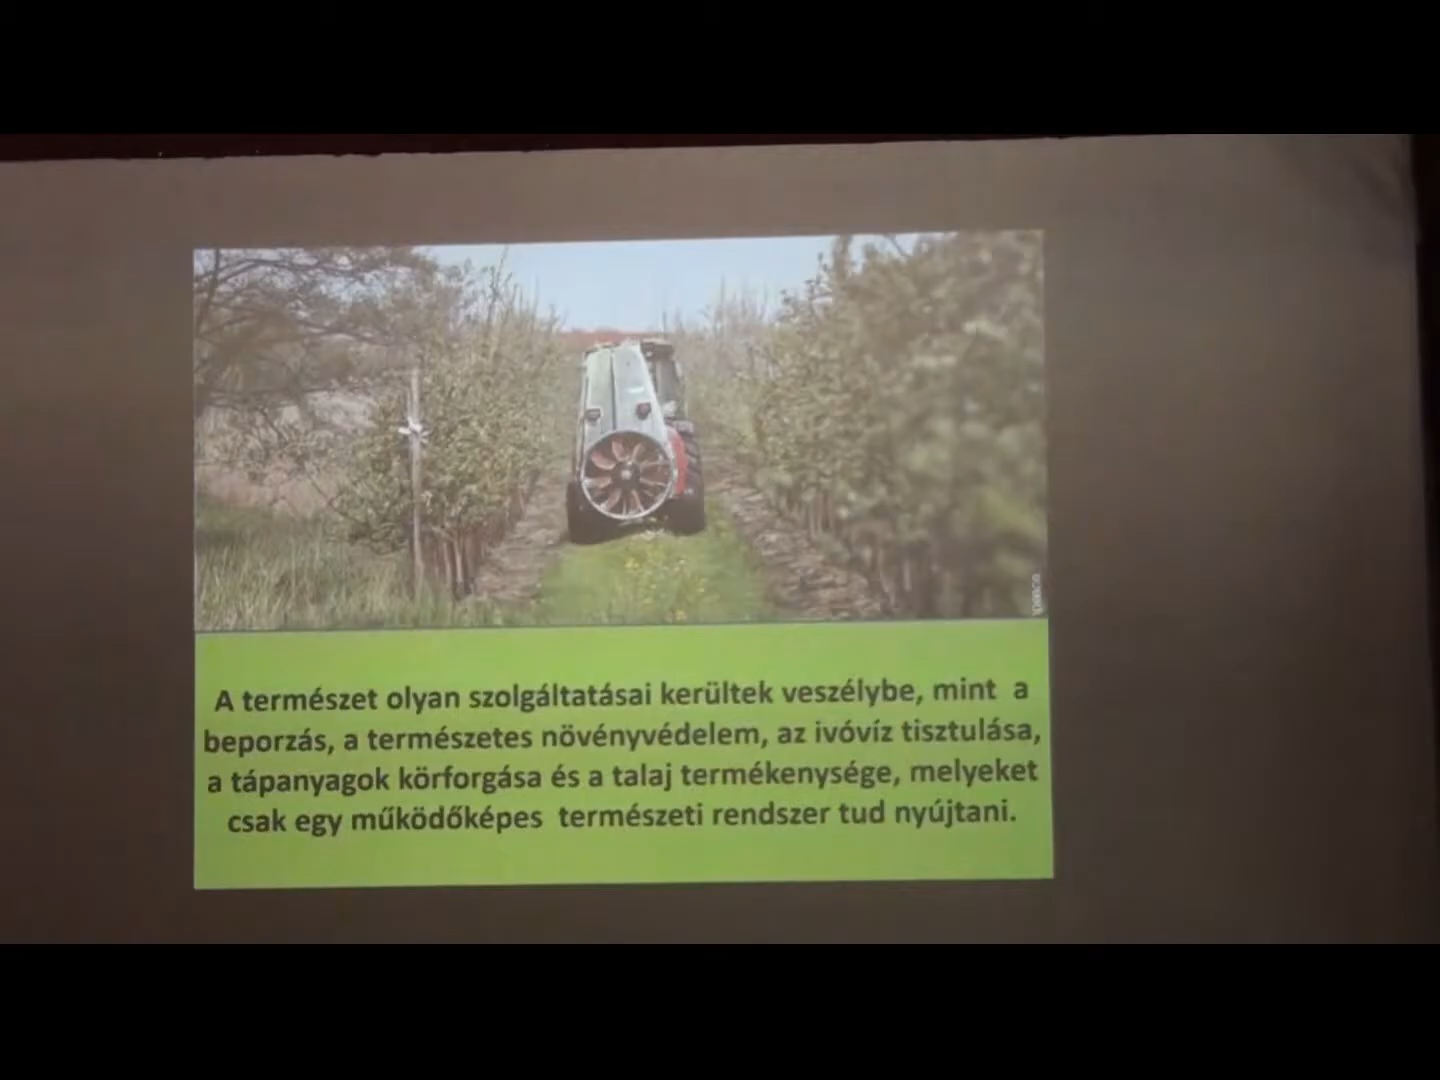 A természet olyan szolgáltatásai kerültek veszélybe, mint a
beporzás, a természetes növényvédelem, az ivóvíz tisztulása,
a tápanyagok körforgása és a talaj termékenysége, melyeket
csak egy működőképes természeti rendszer tud nyújtani.